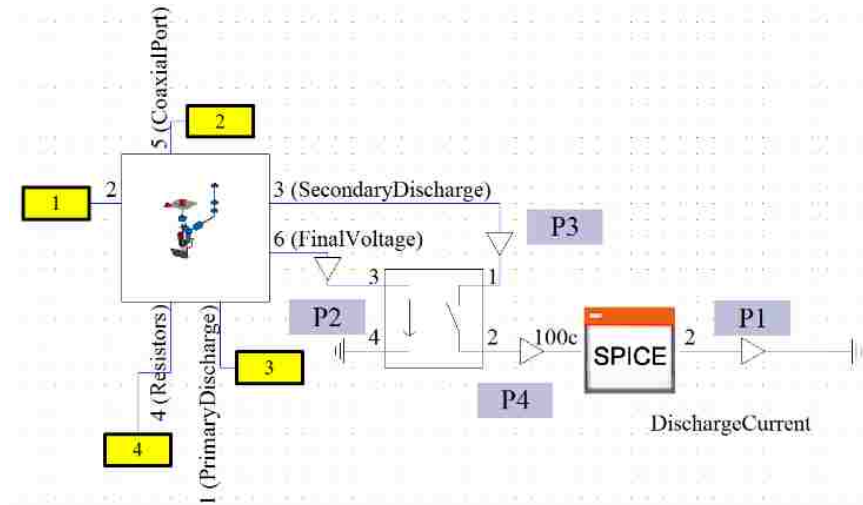 5 (CoaxialPort)
2
1
2
3 (SecondaryDischarge)
P3
6 (FinalVoltage)
3
1
P2
4
2
100c
SPICE
2
P1
P4
DischargeCurrent
4 (Resistors)
1 (PrimaryDischarge)
3
4